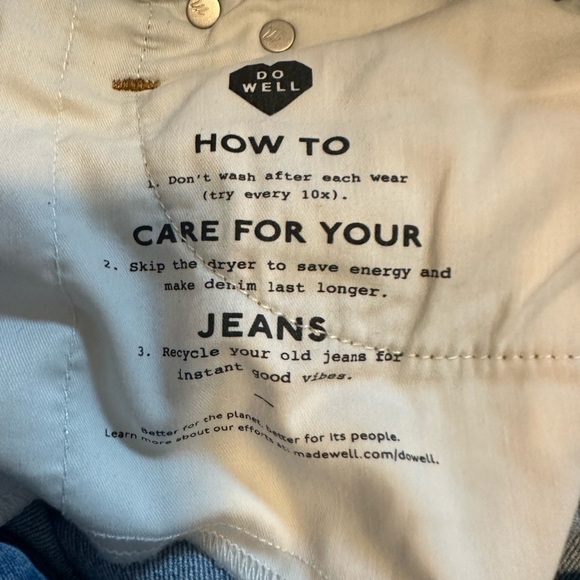 DO
WELL
HOW TO
1. Don't wash after each wear
(try every 10x).
CARE FOR YOUR
2. Skip the dryer to save energy and
make denim last longer.
JEANS
3. Recycle your old jeans for
instant good vibes.
—
Better for the planet, better for its people.
Learn more about our efforts at madewell.com/dowell.